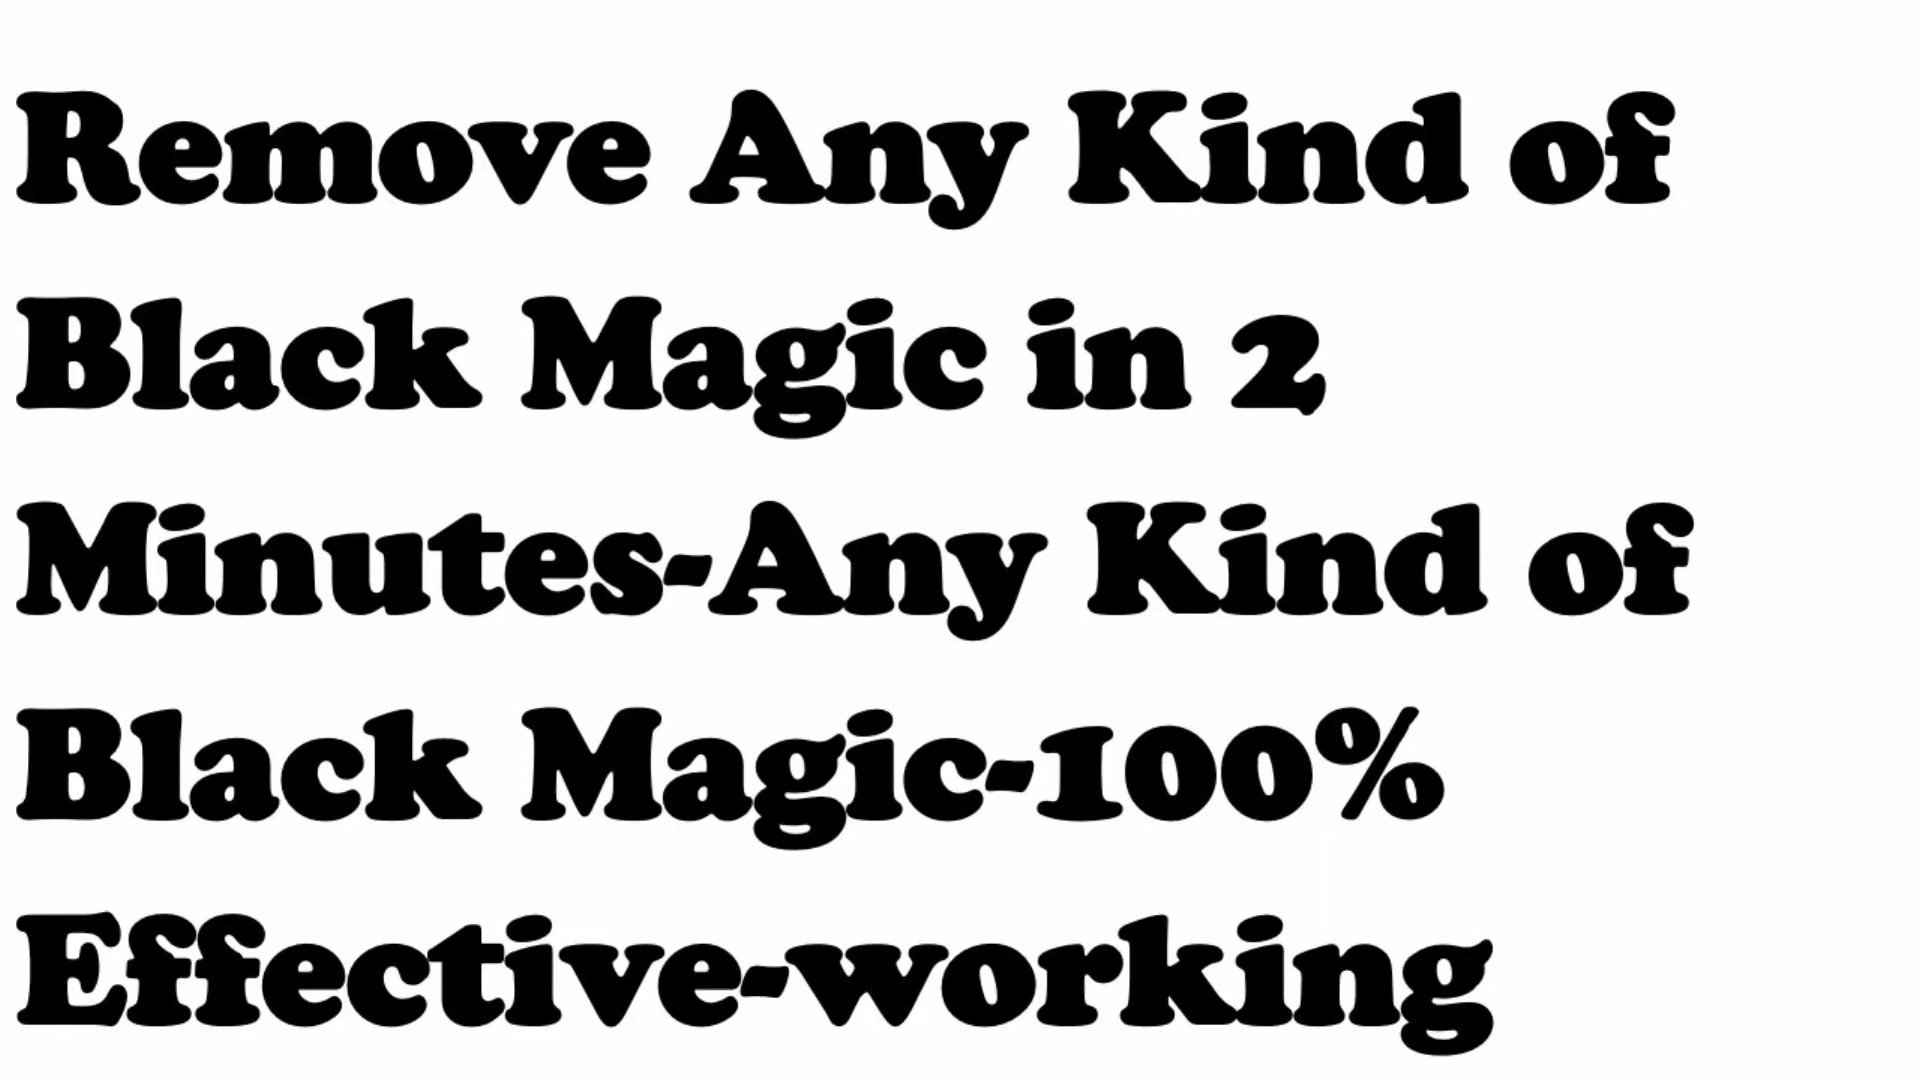 Remove Any Kind of
Black Magic in 2
Minutes-Any Kind of
Black Magic-100%
Effective-working